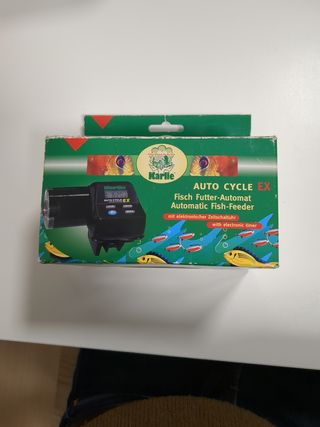 Karlie
AUTO CYCLE EX
Fisch Futter-Automat
Automatic Fish-Feeder
mit elektronischer Zeitschaltuhr
with electronic timer